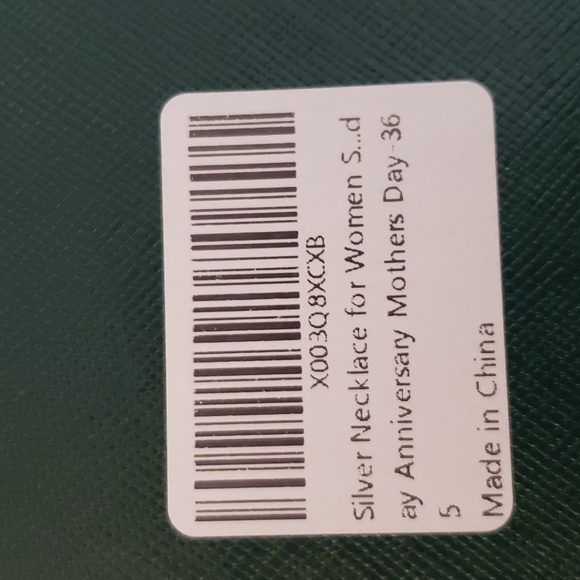 X003Q8XCXB
Silver Necklace for Women S...d
ay Anniversary Mothers Day-36
5
Made in China